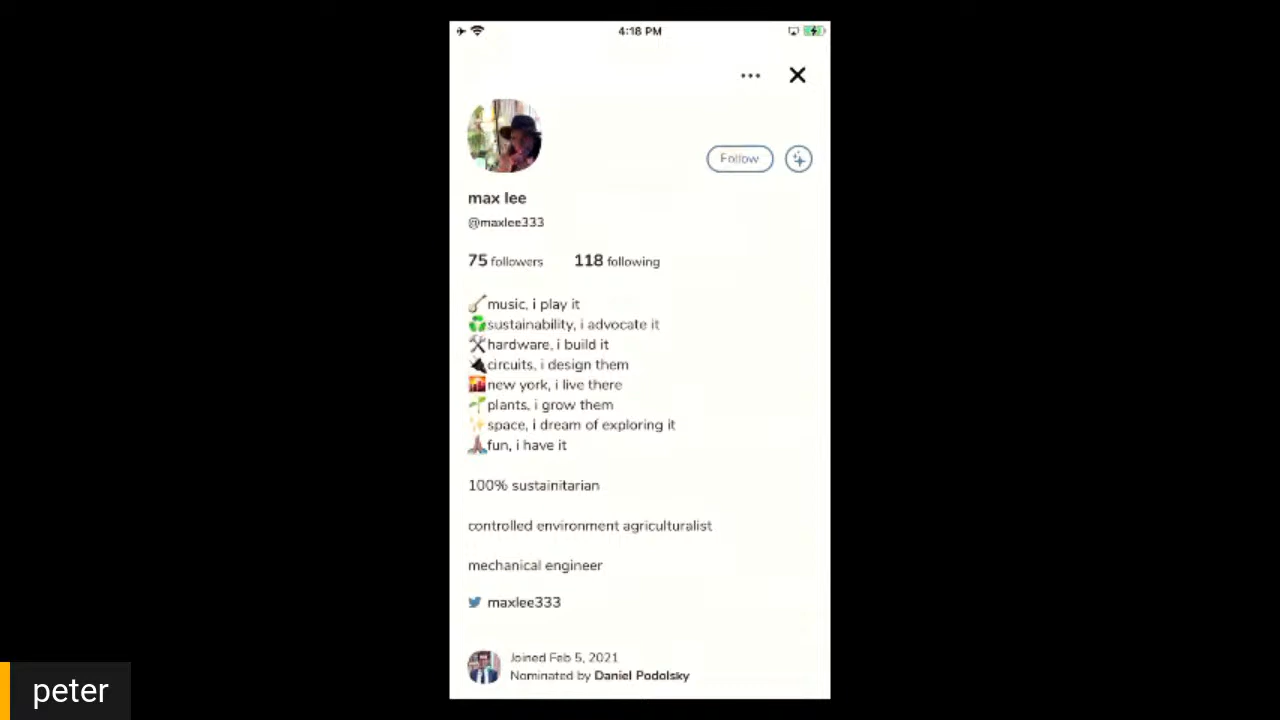 4:18 PM
Follow
max lee
@maxlee333
75 followers 118 following
music, i play it
sustainability, i advocate it
hardware, i build it
circuits, i design them
new york, i live there
plants, i grow them
space, i dream of exploring it
fun, i have it
100% sustainitarian
controlled environment agriculturalist
mechanical engineer
maxlee333
Joined Feb 5, 2021
Nominated by Daniel Podolsky
peter